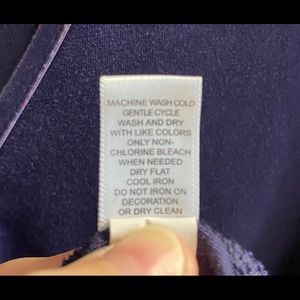 MACHINE WASH COLD
GENTLE CYCLE
WASH AND DRY
WITH LIKE COLORS
ONLY NON-
CHLORINE BLEACH
WHEN NEEDED
DRY FLAT
COOL IRON
DO NOT IRON ON
DECORATION
OR DRY CLEAN